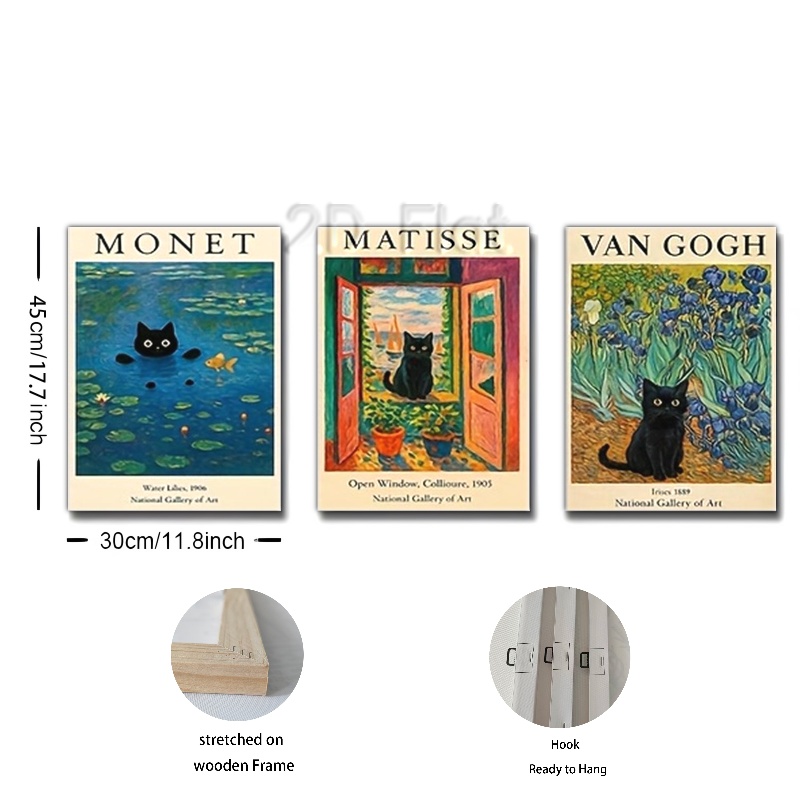 2D Flat
MONET
MATISSE
VAN GOGH
45cm/17.7inch
Water Lilies, 1906
National Gallery of Art
Open Window, Collioure, 1905
National Gallery of Art
Irises 1889
National Gallery of Art
30cm/11.8inch
stretched on
wooden Frame
Hook
Ready to Hang